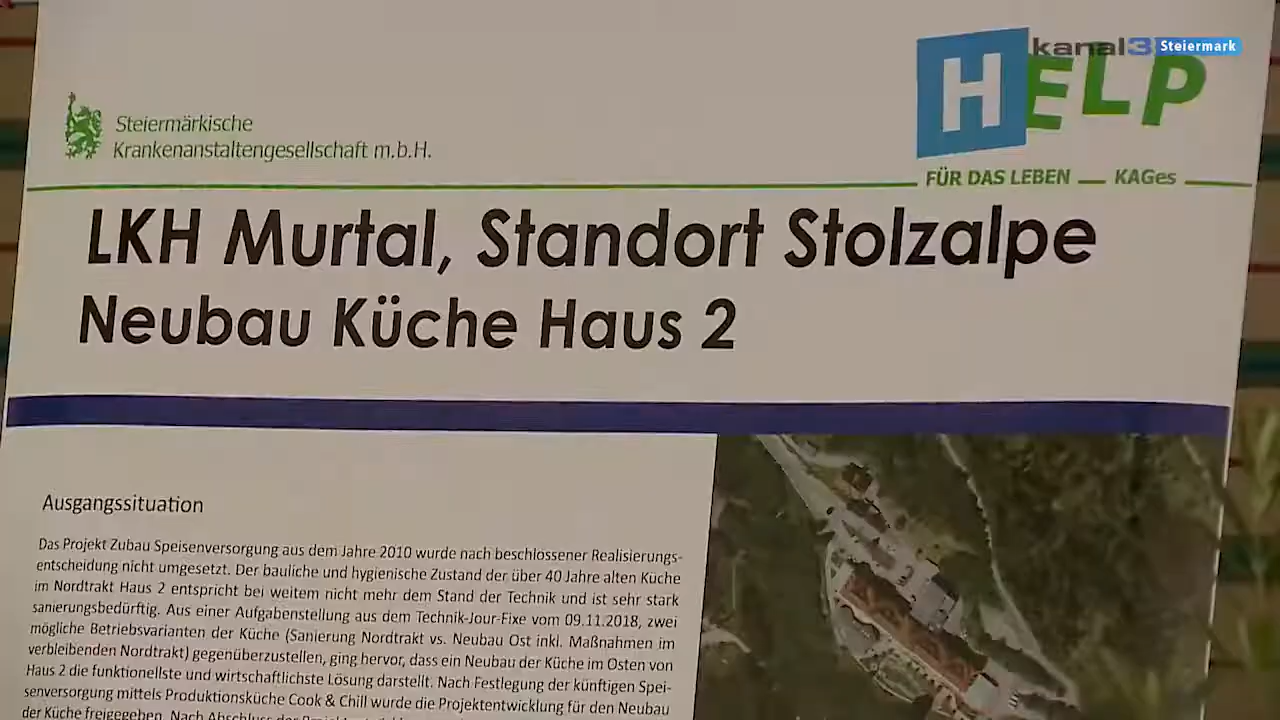 kanal3 Steiermark
HELP
Steiermärkische
Krankenanstaltengesellschaft m.b.H.
FÜR DAS LEBEN KAGes
LKH Murtal, Standort Stolzalpe
Neubau Küche Haus 2
Ausgangssituation
Das Projekt Zubau Speisenversorgung aus dem Jahre 2010 wurde nach beschlossener Realisierungs-
entscheidung nicht umgesetzt. Der bauliche und hygienische Zustand der über 40 Jahre alten Küche
im Nordtrakt Haus 2 entspricht bei weitem nicht mehr dem Stand der Technik und ist sehr stark
sanierungsbedürftig. Aus einer Aufgabenstellung aus dem Technik-Jour-Fixe vom 09.11.2018, zwei
mögliche Betriebsvarianten der Küche (Sanierung Nordtrakt vs. Neubau Ost inkl. Maßnahmen im
verbleibenden Nordtrakt) gegenüberzustellen, ging hervor, dass ein Neubau der Küche im Osten von
Haus 2 die funktionellste und wirtschaftlichste Lösung darstellt. Nach Festlegung der künftigen Spei-
senversorgung mittels Produktionsküche Cook & Chill wurde die Projektentwicklung für den Neubau
der Küche freigegeben. Nach Abschluss der